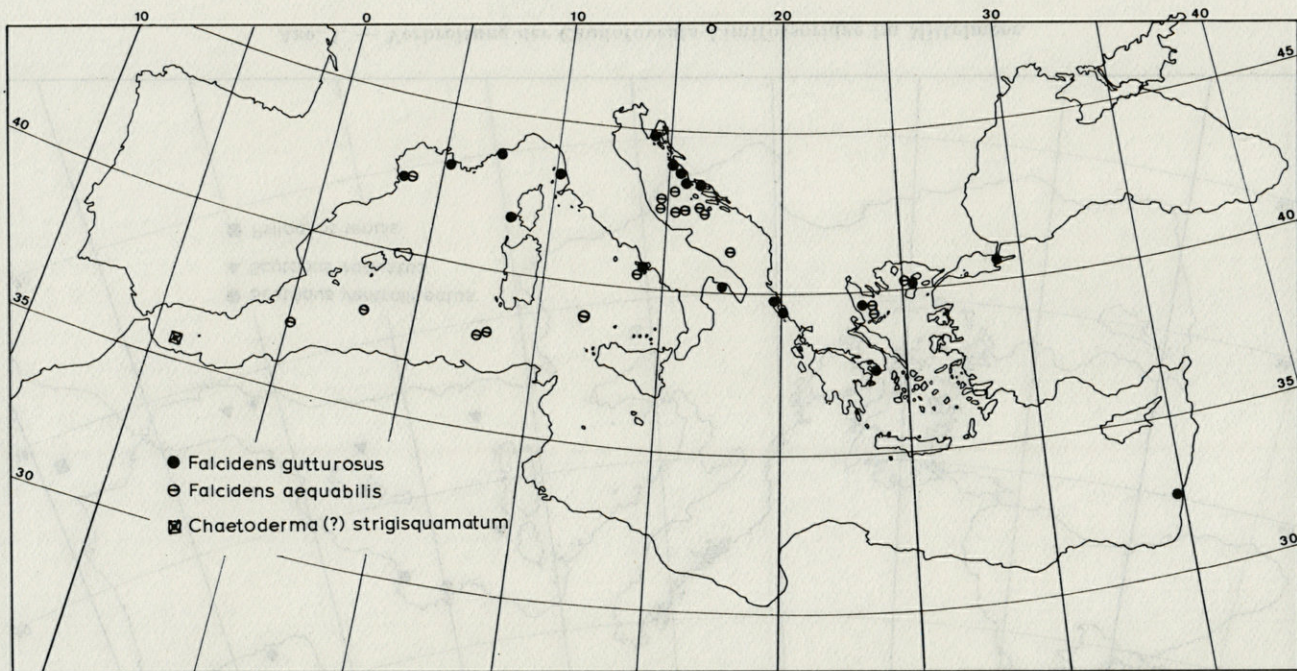 10 0 10 20 30 40
45
40
40
35
35
30
30
● Falcidens gutturosus
⊖ Falcidens aequabilis
⊠ Chaetoderma (?) strigisquamatum